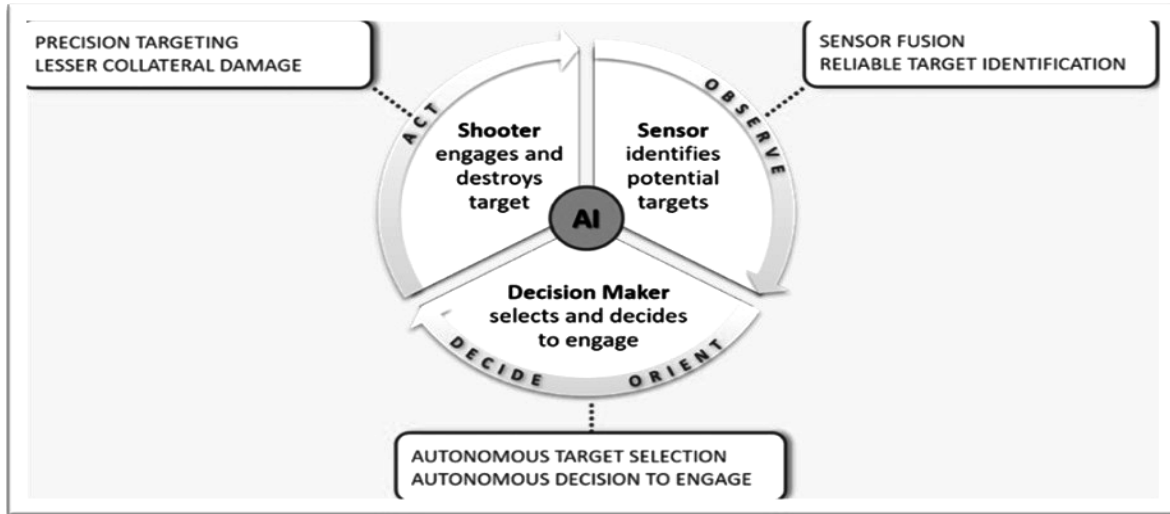 PRECISION TARGETING
LESSER COLLATERAL DAMAGE
SENSOR FUSION
RELIABLE TARGET IDENTIFICATION
ACT
OBSERVE
Shooter
engages and
destroys
target
Sensor
identifies
potential
targets
AI
Decision Maker
selects and decides
to engage
DECIDE
ORIENT
AUTONOMOUS TARGET SELECTION
AUTONOMOUS DECISION TO ENGAGE